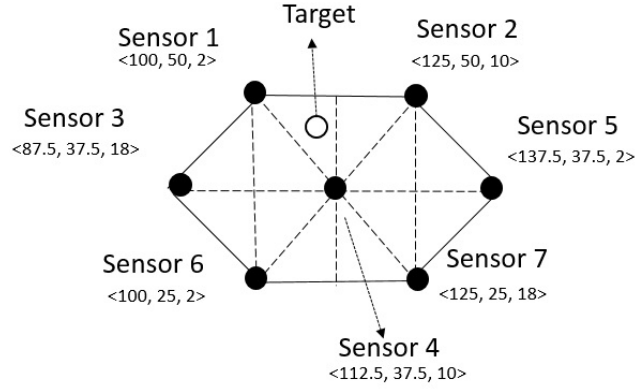 Target
Sensor 1
<100, 50, 2>
Sensor 2
<125, 50, 10>
Sensor 3
<87.5, 37.5, 18>
Sensor 5
<137.5, 37.5, 2>
Sensor 6
<100, 25, 2>
Sensor 7
<125, 25, 18>
Sensor 4
<112.5, 37.5, 10>